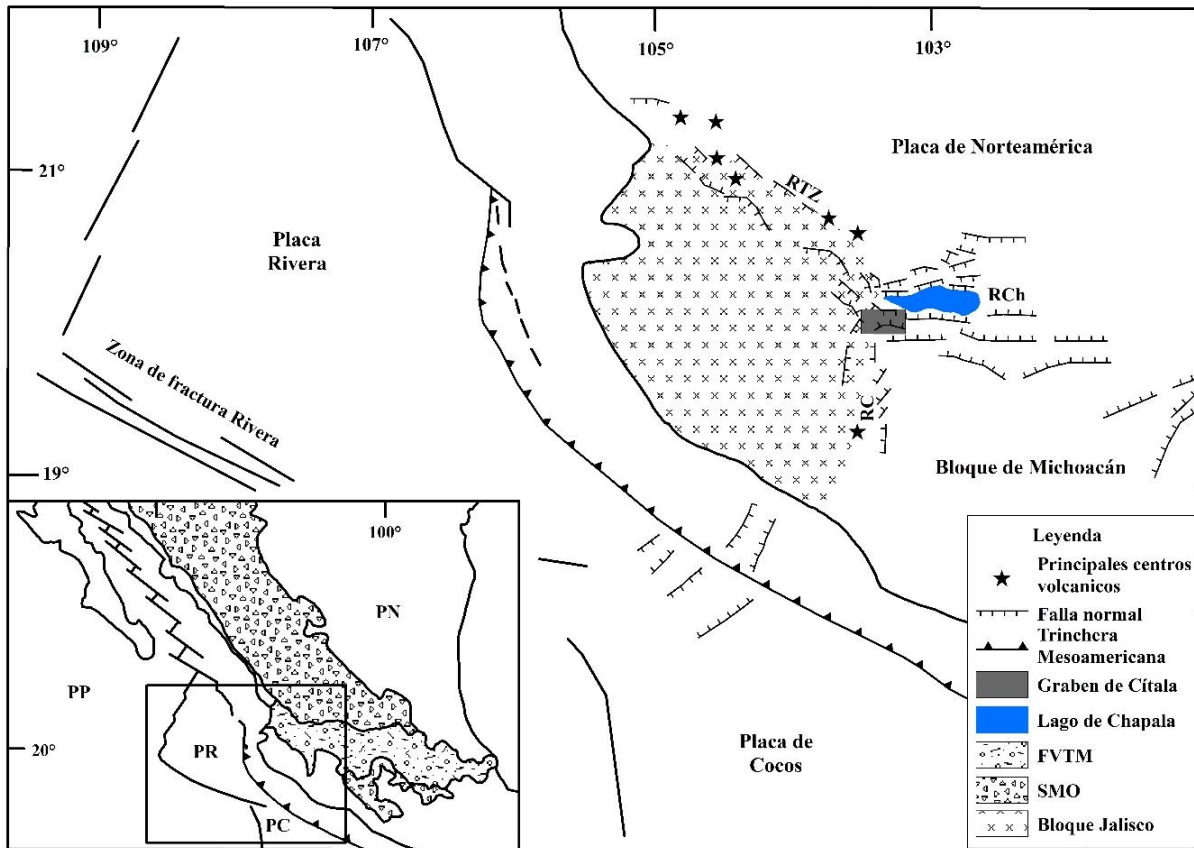 109°
107°
105°
103°
21°
19°
Placa de Norteamérica
RTZ
Placa
Rivera
RCh
RC
Zona de fractura Rivera
Bloque de Michoacán
Placa de
Cocos
100°
20°
PN
PP
PR
PC
Leyenda
Principales centros
volcanicos
Falla normal
Trinchera
Mesoamericana
Graben de Cítala
Lago de Chapala
FVTM
SMO
Bloque Jalisco